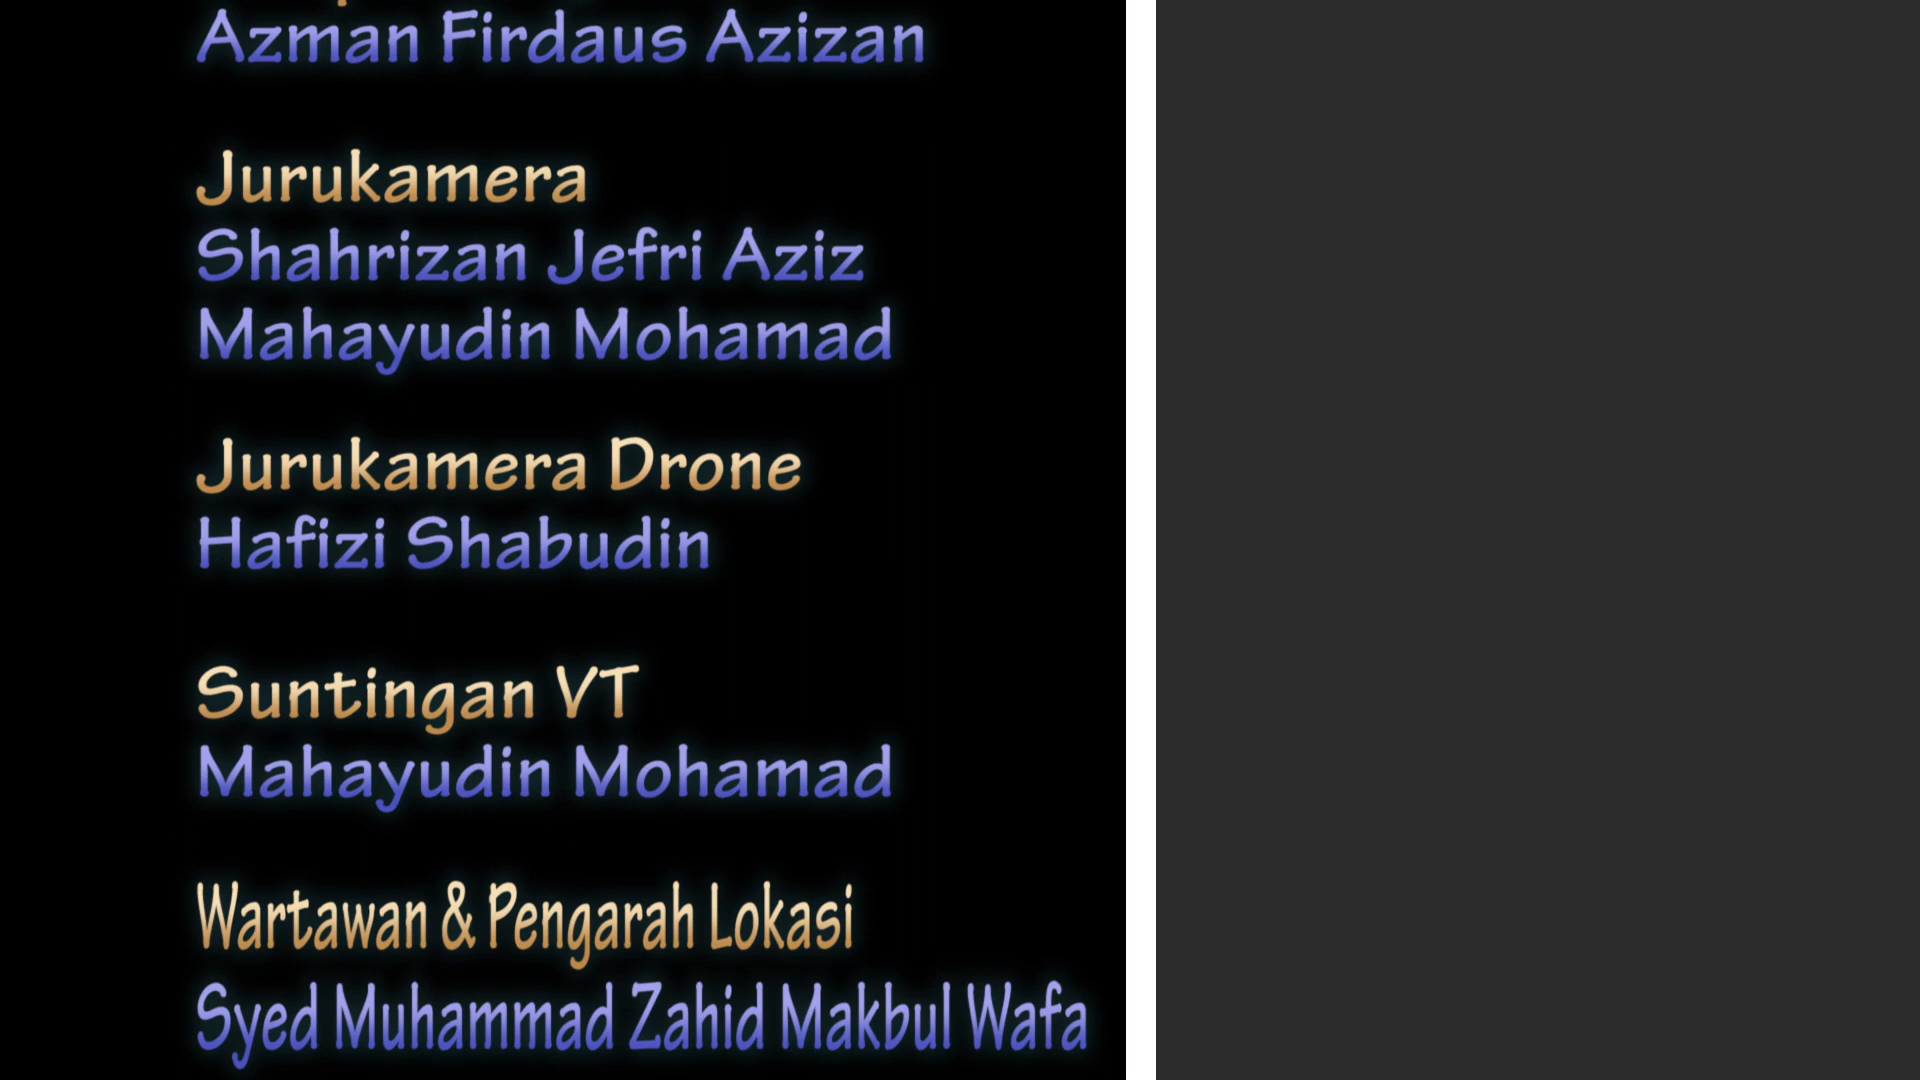 Azman Firdaus Azizan
Jurukamera
Shahrizan Jefri Aziz
Mahayudin Mohamad
Jurukamera Drone
Hafizi Shabudin
Suntingan VT
Mahayudin Mohamad
Wartawan & Pengarah Lokasi
Syed Muhammad Zahid Makbul Wafa